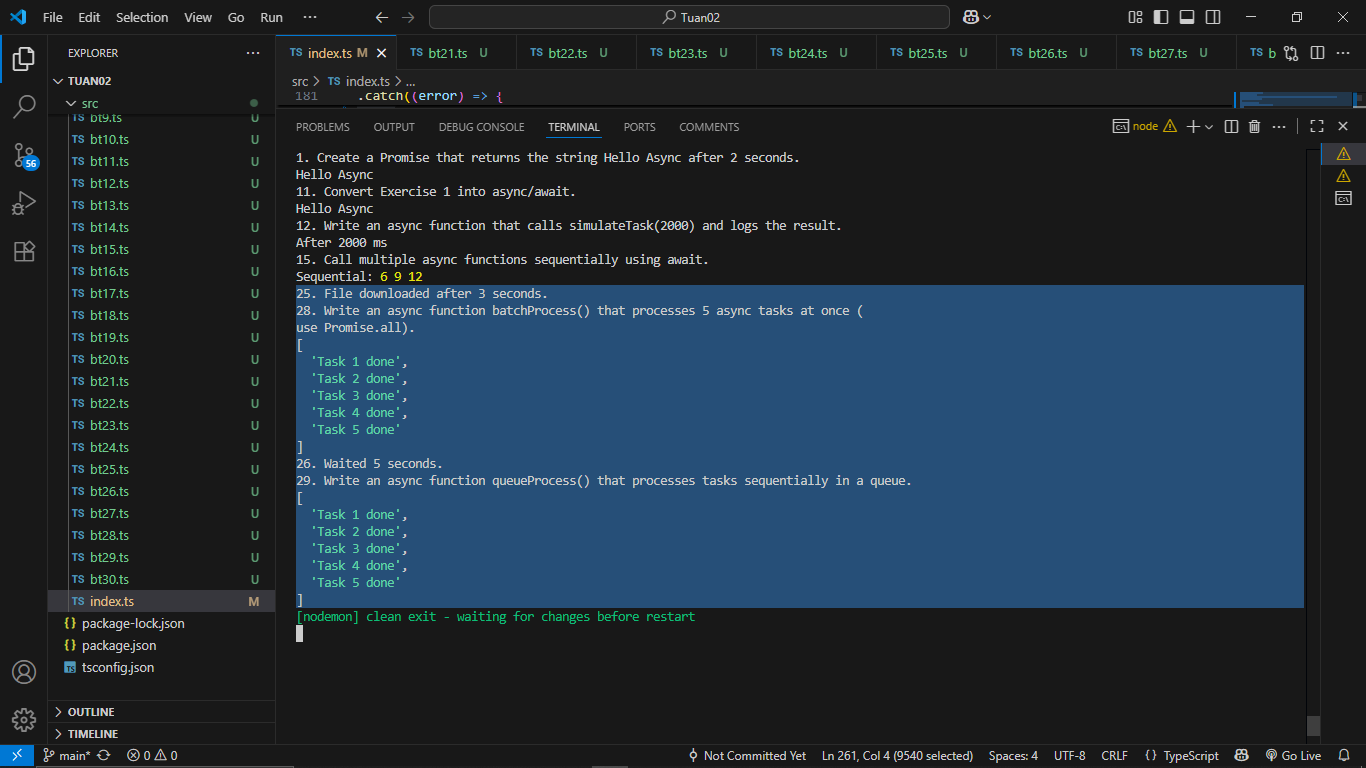 File Edit Selection View Go Run ··· Tuan02
EXPLORER ···
TUAN02
src
TS bt9.ts U
TS bt10.ts U
TS bt11.ts U
TS bt12.ts U
TS bt13.ts U
TS bt14.ts U
TS bt15.ts U
TS bt16.ts U
TS bt17.ts U
TS bt18.ts U
TS bt19.ts U
TS bt20.ts U
TS bt21.ts U
TS bt22.ts U
TS bt23.ts U
TS bt24.ts U
TS bt25.ts U
TS bt26.ts U
TS bt27.ts U
TS bt28.ts U
TS bt29.ts U
TS bt30.ts U
TS index.ts M
{} package-lock.json
{} package.json
TS tsconfig.json
OUTLINE
TIMELINE
56
TS index.ts M TS bt21.ts U TS bt22.ts U TS bt23.ts U TS bt24.ts U TS bt25.ts U TS bt26.ts U TS bt27.ts U TS b
src > TS index.ts > ...
181 .catch((error) => {
PROBLEMS OUTPUT DEBUG CONSOLE TERMINAL PORTS COMMENTS node
1. Create a Promise that returns the string Hello Async after 2 seconds.
Hello Async
11. Convert Exercise 1 into async/await.
Hello Async
12. Write an async function that calls simulateTask(2000) and logs the result.
After 2000 ms
15. Call multiple async functions sequentially using await.
Sequential: 6 9 12
25. File downloaded after 3 seconds.
28. Write an async function batchProcess() that processes 5 async tasks at once (
use Promise.all).
[
'Task 1 done',
'Task 2 done',
'Task 3 done',
'Task 4 done',
'Task 5 done'
]
26. Waited 5 seconds.
29. Write an async function queueProcess() that processes tasks sequentially in a queue.
[
'Task 1 done',
'Task 2 done',
'Task 3 done',
'Task 4 done',
'Task 5 done'
]
[nodemon] clean exit - waiting for changes before restart
main* 0 0 Not Committed Yet Ln 261, Col 4 (9540 selected) Spaces: 4 UTF-8 CRLF {} TypeScript Go Live